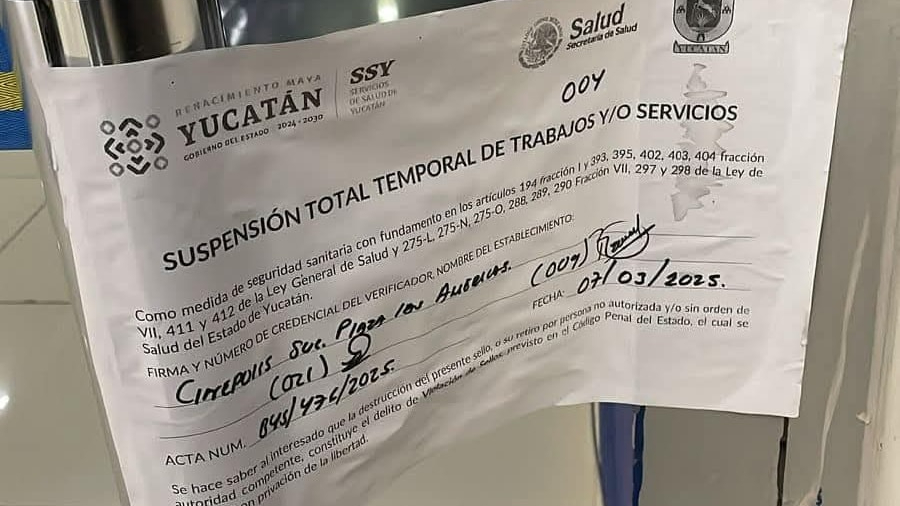 RENACIMIENTO MAYA
YUCATÁN
GOBIERNO DEL ESTADO 2024 - 2030
SSY
SERVICIOS
DE SALUD DE
YUCATÁN
Salud
Secretaría de Salud
YUCATÁN
004
SUSPENSIÓN TOTAL TEMPORAL DE TRABAJOS Y/O SERVICIOS
Como medida de seguridad sanitaria con fundamento en los artículos 194 fracción I y 393, 395, 402, 403, 404 fracción
VII, 411 y 412 de la Ley General de Salud y 275-L, 275-N, 275-O, 288, 289, 290 Fracción VII, 297 y 298 de la Ley de
Salud del Estado de Yucatán.
FIRMA Y NÚMERO DE CREDENCIAL DEL VERIFICADOR, NOMBRE DEL ESTABLECIMIENTO:
Cinepolis Suc. Plaza las Americas.
(021)
(009)
FECHA: 07/03/2025.
ACTA NUM. 045/476/2025.
Se hace saber al interesado que la destrucción del presente sello, o su retiro por persona no autorizada y/o sin orden de
autoridad competente, constituye el delito de Violación de Sellos previsto en el Código Penal del Estado, el cual se
en privación de la libertad.